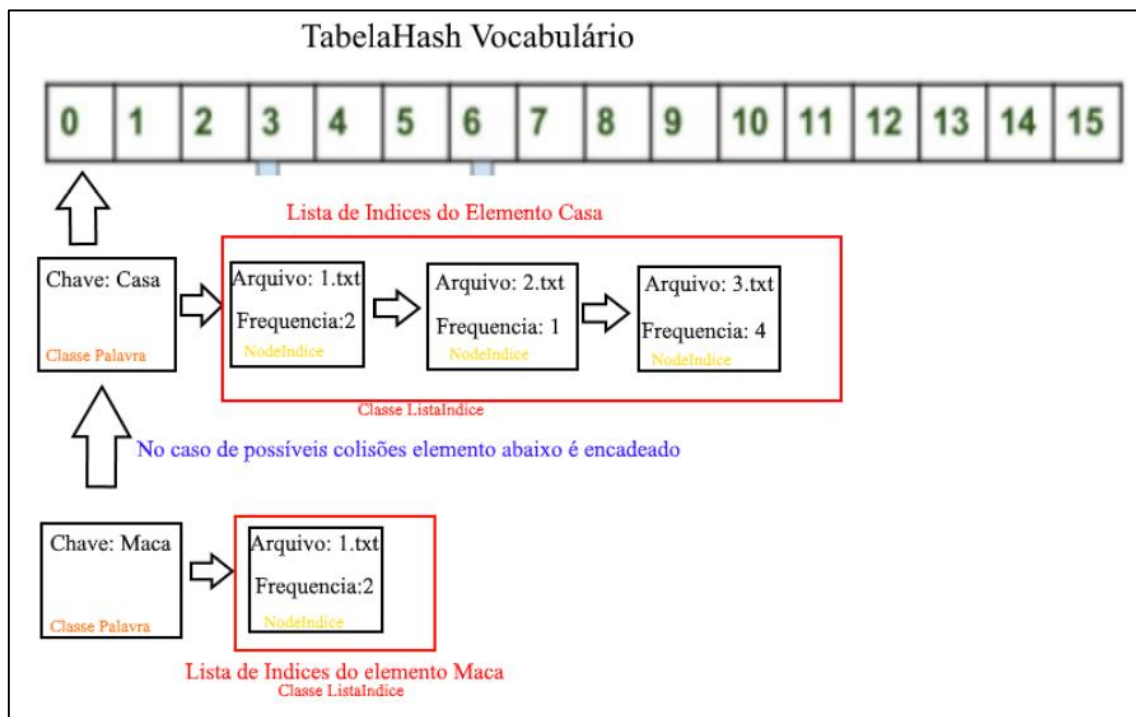 TabelaHash Vocabulário
0 1 2 3 4 5 6 7 8 9 10 11 12 13 14 15
Lista de Indices do Elemento Casa
Chave: Casa
Classe Palavra
Arquivo: 1.txt
Frequencia:2
NodeIndice
Arquivo: 2.txt
Frequencia: 1
NodeIndice
Arquivo: 3.txt
Frequencia: 4
NodeIndice
Classe ListaIndice
No caso de possíveis colisões elemento abaixo é encadeado
Chave: Maca
Classe Palavra
Arquivo: 1.txt
Frequencia:2
NodeIndice
Lista de Indices do elemento Maca
Classe ListaIndice